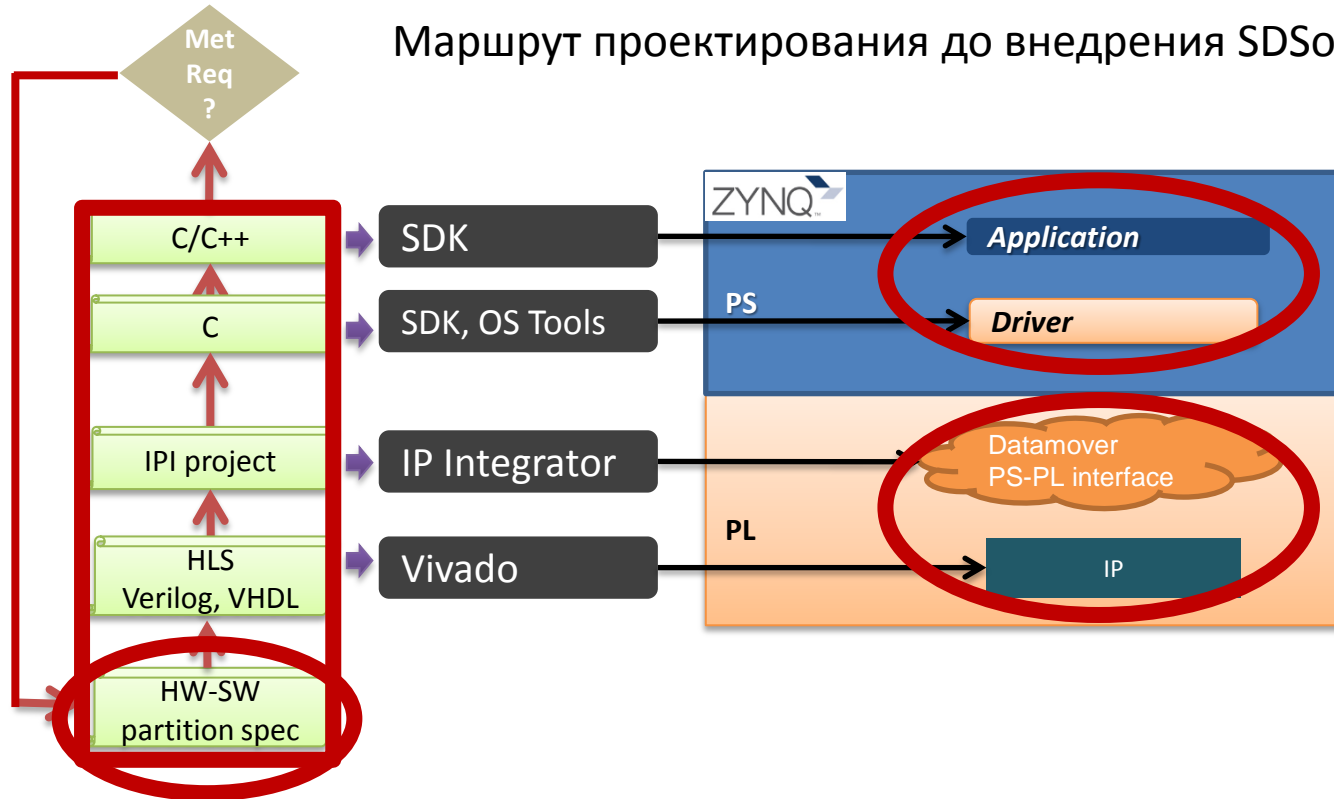 Маршрут проектирования до внедрения SDSo
Met
Req
?
C/C++
C
IPI project
HLS
Verilog, VHDL
HW-SW
partition spec
SDK
SDK, OS Tools
IP Integrator
Vivado
ZYNQ
PS
Application
Driver
PL
Datamover
PS-PL interface
IP